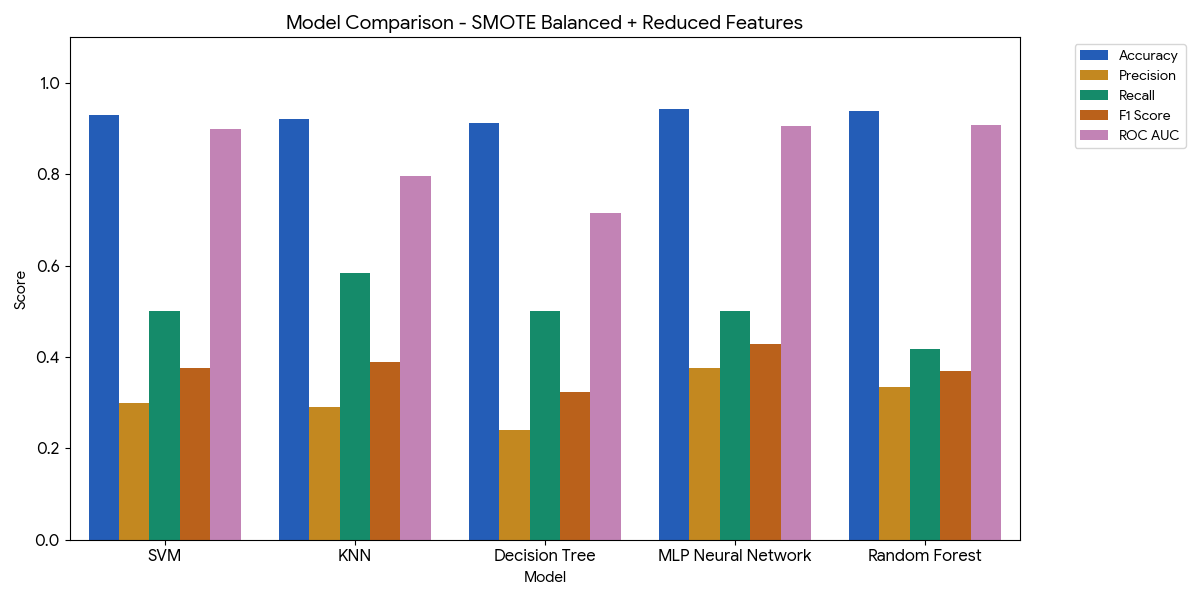 Model Comparison - SMOTE Balanced + Reduced Features
Accuracy
Precision
Recall
F1 Score
ROC AUC
1.0
0.8
0.6
0.4
0.2
0.0
Score
SVM
KNN
Decision Tree
MLP Neural Network
Random Forest
Model